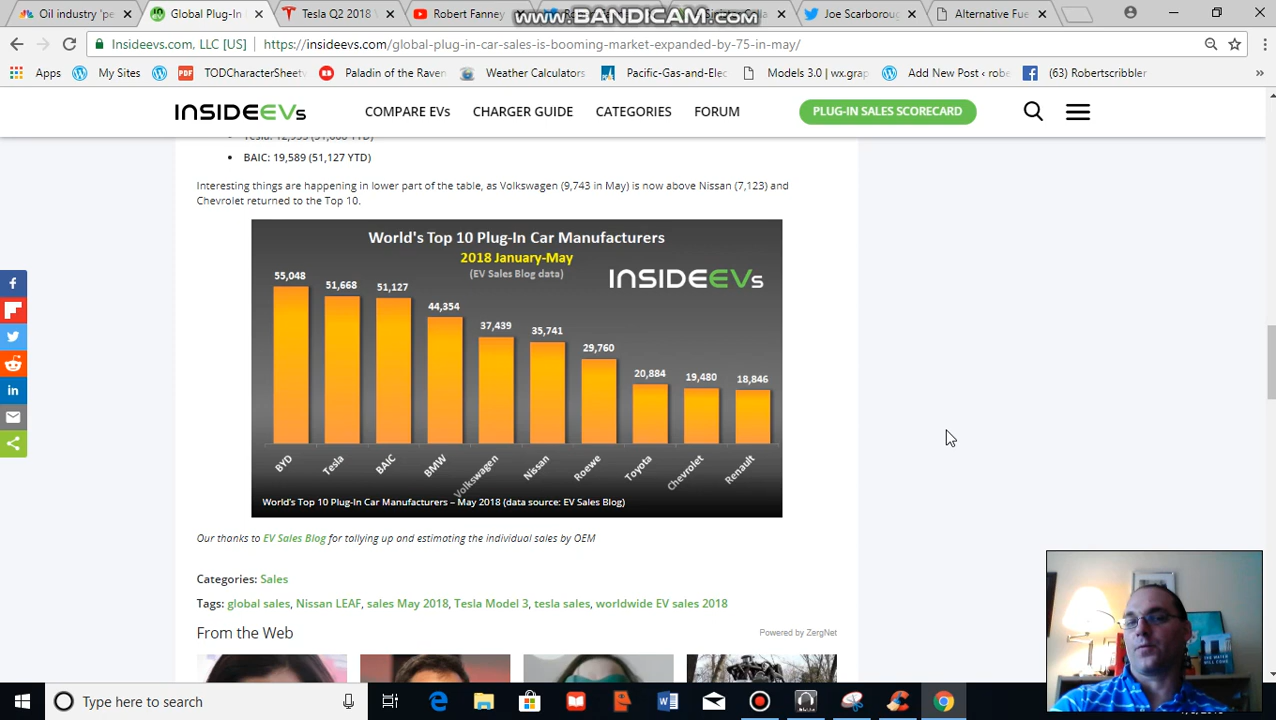 Oil industry 'pe
Global Plug-In
Tesla Q2 2018 V
Robert Fanney
www.BANDICAM.com
Joe Scarboroug
Alternative Fue
Insideevs.com, LLC [US]
https://insideevs.com/global-plug-in-car-sales-is-booming-market-expanded-by-75-in-may/
Apps
My Sites
TODCharacterSheet
Paladin of the Raven
Weather Calculators
Pacific-Gas-and-Elec
Models 3.0 | wx.grap
Add New Post ‹ robe
(63) Robertscribbler
INSIDEEVs
COMPARE EVs
CHARGER GUIDE
CATEGORIES
FORUM
PLUG-IN SALES SCORECARD
BAIC: 19,589 (51,127 YTD)
Interesting things are happening in lower part of the table, as Volkswagen (9,743 in May) is now above Nissan (7,123) and
Chevrolet returned to the Top 10.
World's Top 10 Plug-In Car Manufacturers
2018 January-May
(EV Sales Blog data)
INSIDEEVs
55,048
51,668
51,127
44,354
37,439
35,741
29,760
20,884
19,480
18,846
BYD
Tesla
BAIC
BMW
Volkswagen
Nissan
Roewe
Toyota
Chevrolet
Renault
World's Top 10 Plug-In Car Manufacturers – May 2018 (data source: EV Sales Blog)
Our thanks to EV Sales Blog for tallying up and estimating the individual sales by OEM
Categories: Sales
Tags: global sales, Nissan LEAF, sales May 2018, Tesla Model 3, tesla sales, worldwide EV sales 2018
From the Web
Powered by ZergNet
Type here to search